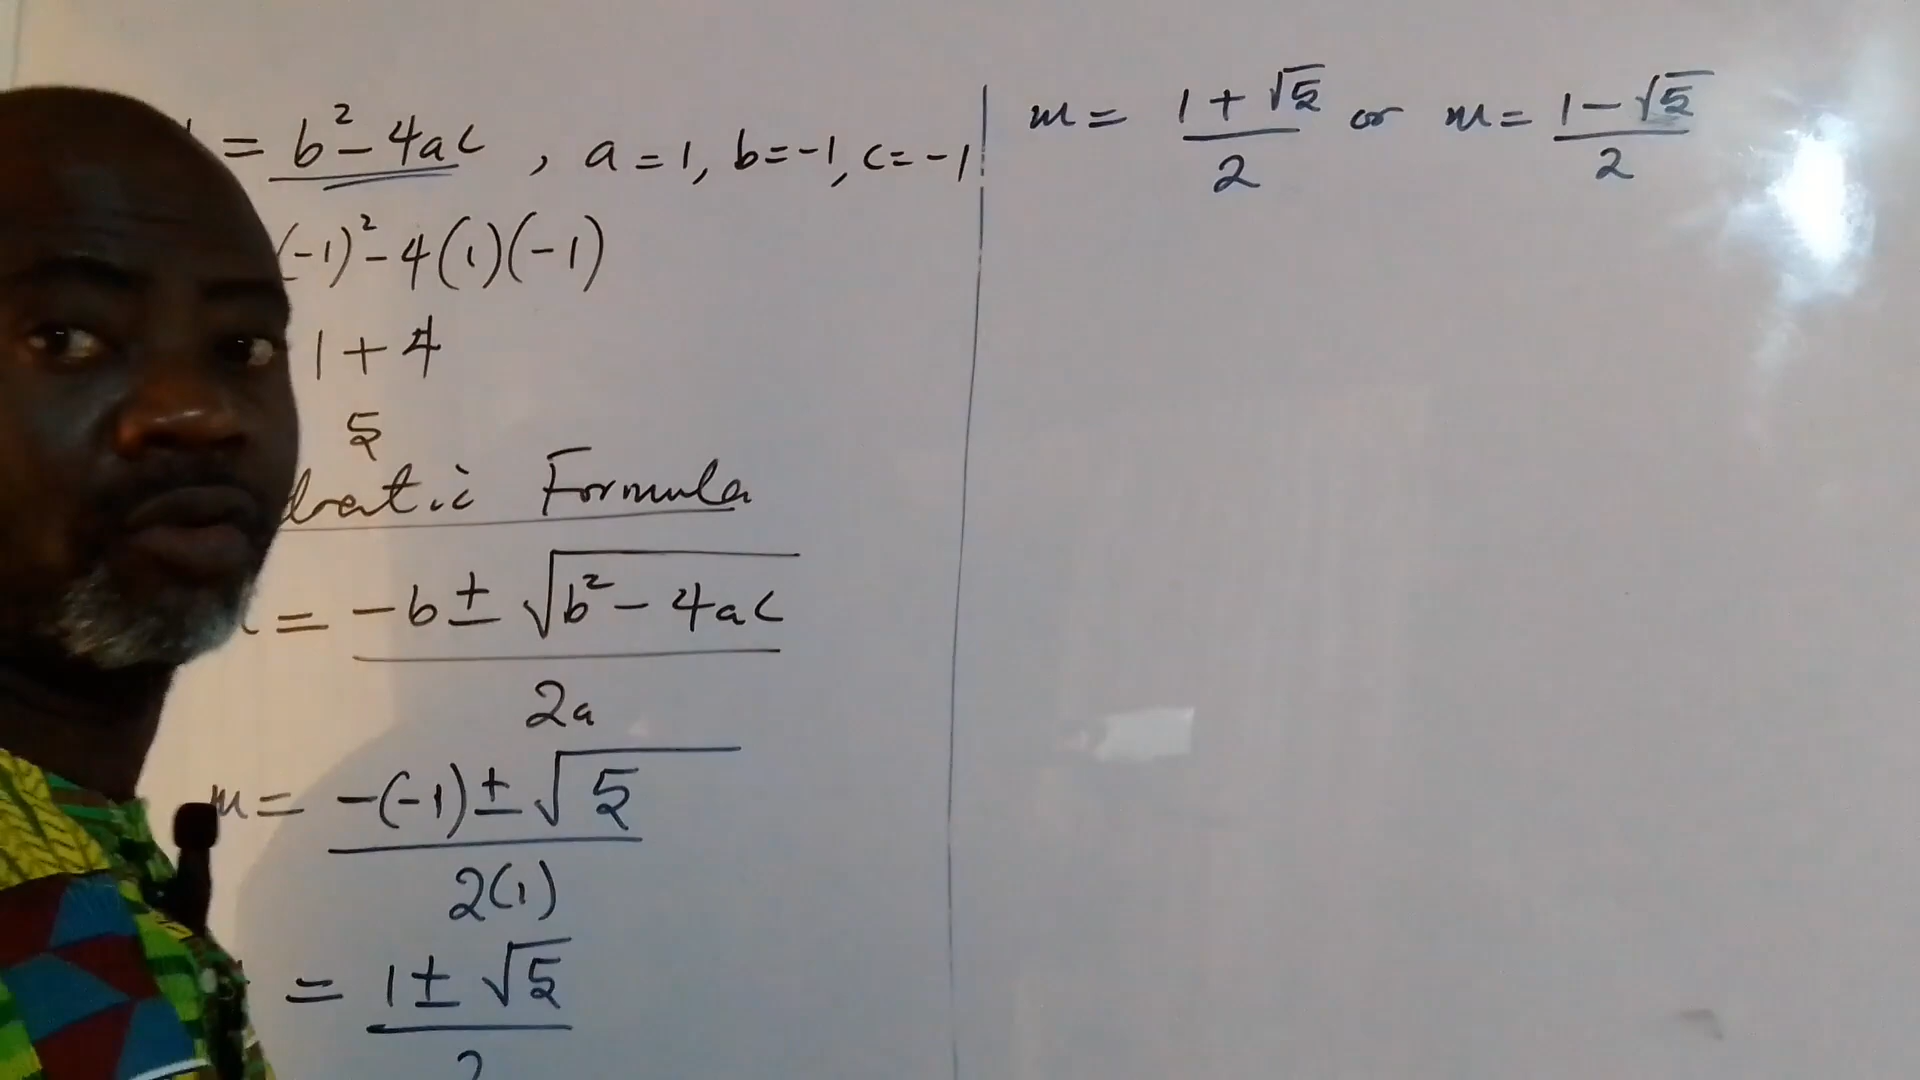 = b² - 4ac , a = 1, b = -1, c = -1
(-1)² - 4(1)(-1)
1 + 4
5
dratic Formula
= -b ± √b² - 4ac
2a
m = -(-1) ± √5
2(1)
= 1 ± √5
2
m = 1 + √5 or m = 1 - √5
2 2